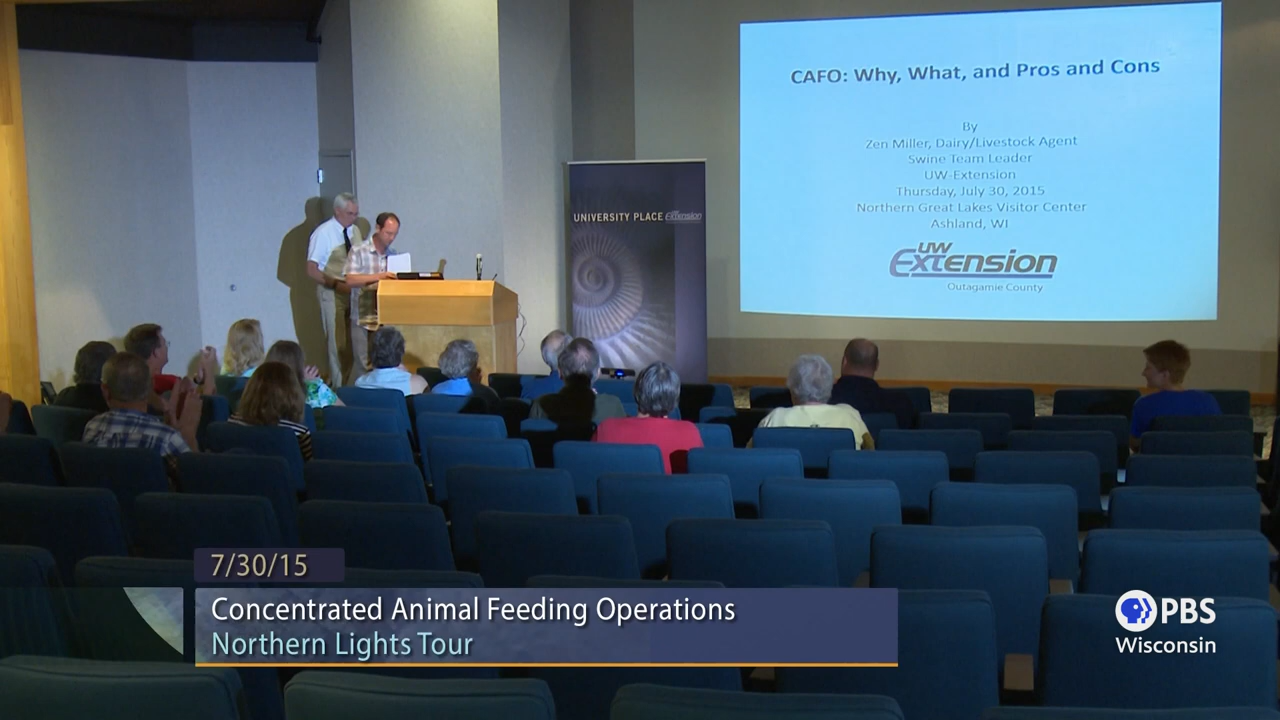 CAFO: Why, What, and Pros and Cons
By
Zen Miller, Dairy/Livestock Agent
Swine Team Leader
UW-Extension
Thursday, July 30, 2015
Northern Great Lakes Visitor Center
Ashland, WI
UW
Extension
Outagamie County
UNIVERSITY PLACE Extension
7/30/15
Concentrated Animal Feeding Operations
Northern Lights Tour
PBS
Wisconsin